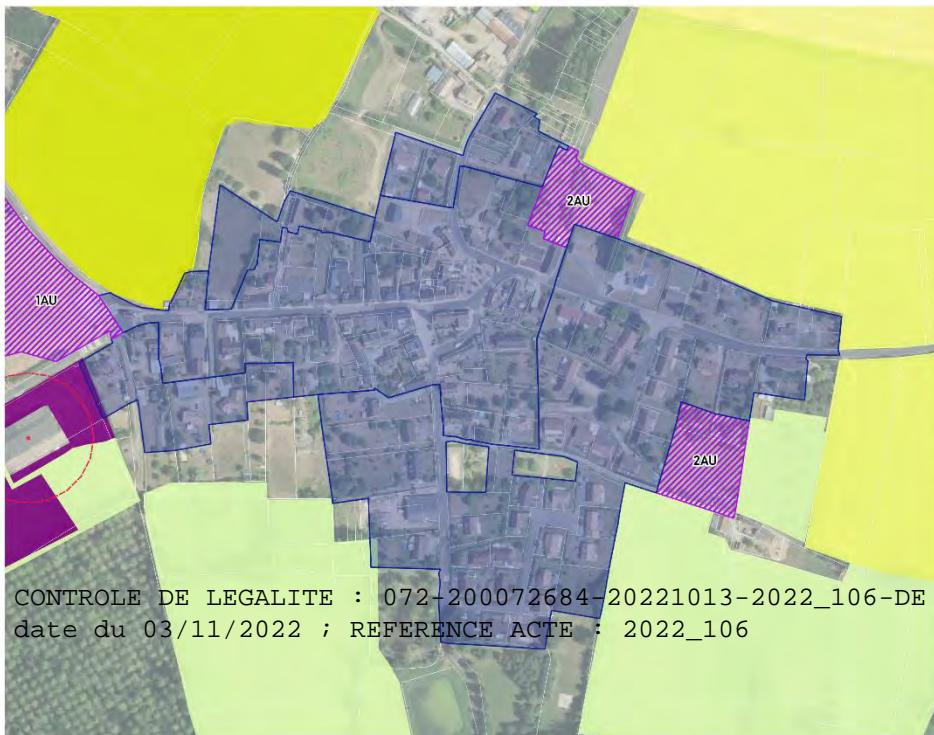 2AU
1AU
2AU
CONTROLE DE LEGALITE : 072-200072684-20221013-2022_106-DE
date du 03/11/2022 ; REFERENCE ACTE : 2022_106